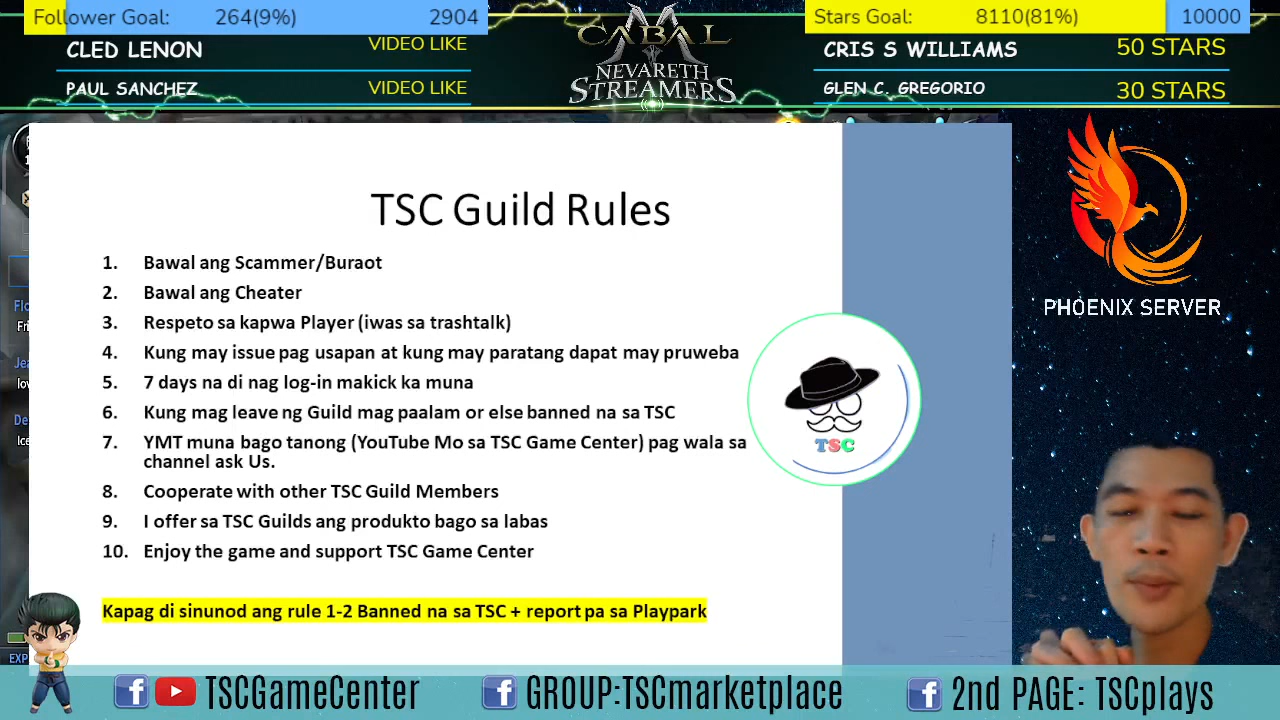 Follower Goal: 264(9%) 2904
Stars Goal: 8110(81%) 10000
CLED LENON VIDEO LIKE
PAUL SANCHEZ VIDEO LIKE
CABAL
NEVARETH
STREAMERS
CRIS S WILLIAMS 50 STARS
GLEN C. GREGORIO 30 STARS
PHOENIX SERVER
TSC Guild Rules
1. Bawal ang Scammer/Buraot
2. Bawal ang Cheater
3. Respeto sa kapwa Player (iwas sa trashtalk)
4. Kung may issue pag usapan at kung may paratang dapat may pruweba
5. 7 days na di nag log-in makick ka muna
6. Kung mag leave ng Guild mag paalam or else banned na sa TSC
7. YMT muna bago tanong (YouTube Mo sa TSC Game Center) pag wala sa
channel ask Us.
8. Cooperate with other TSC Guild Members
9. I offer sa TSC Guilds ang produkto bago sa labas
10. Enjoy the game and support TSC Game Center
Kapag di sinunod ang rule 1-2 Banned na sa TSC + report pa sa Playpark
TSC
EXP
TSCGameCenter
GROUP:TSCmarketplace
2nd PAGE: TSCplays